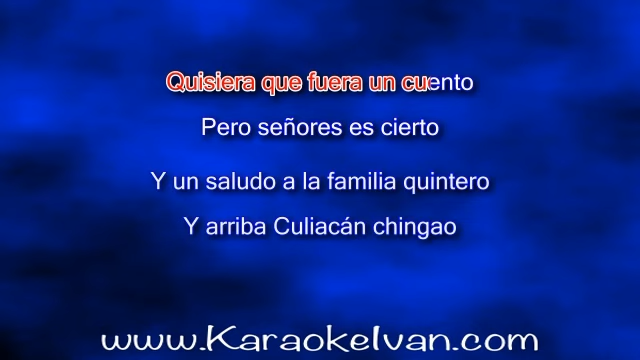 Quisiera que fuera un cuento
Pero señores es cierto
Y un saludo a la familia quintero
Y arriba Culiacán chingao
www.KaraokeIvan.com